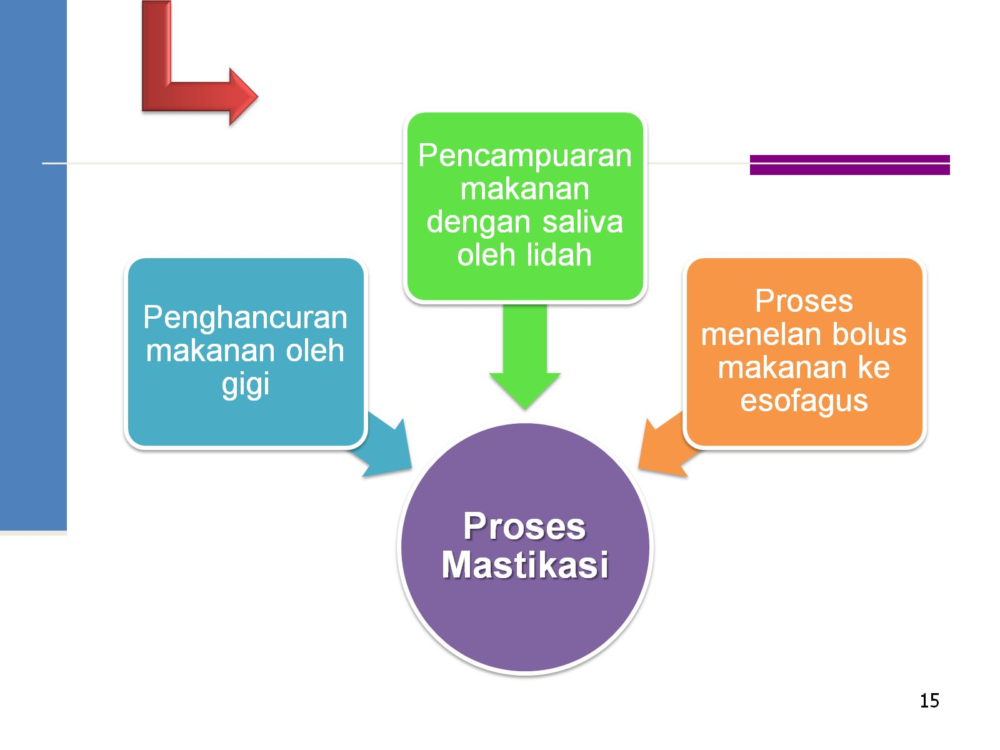 Pencampuaran
makanan
dengan saliva
oleh lidah
Penghancuran
makanan oleh
gigi
Proses
menelan bolus
makanan ke
esofagus
Proses
Mastikasi
15